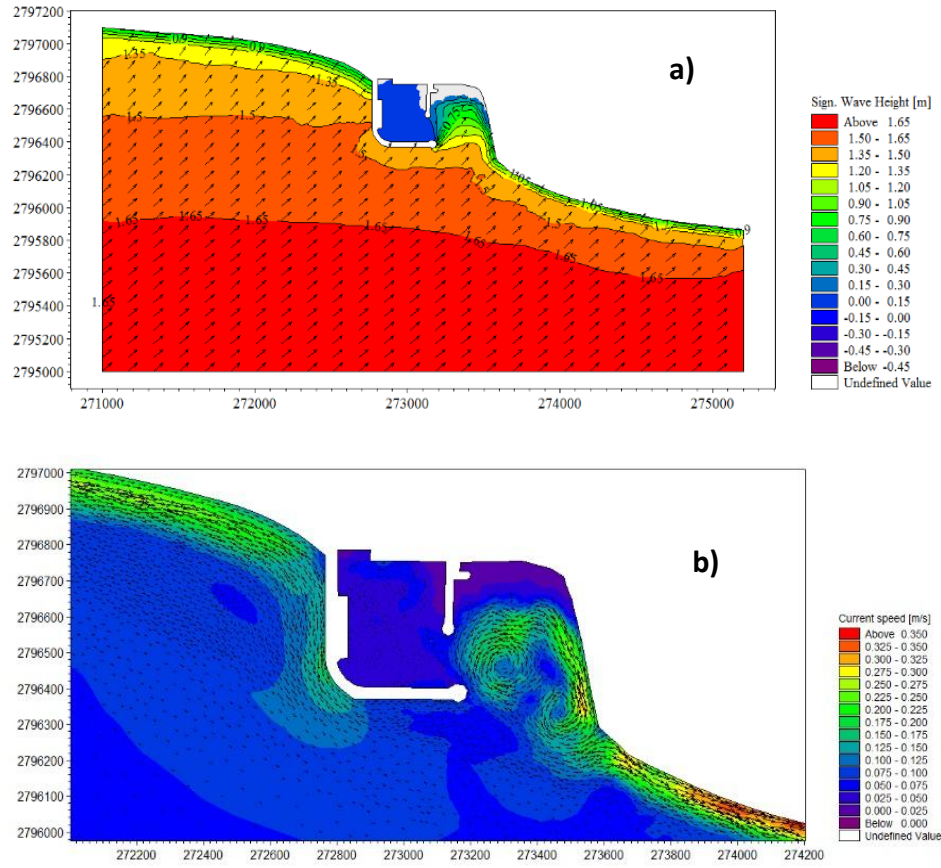 2797200
2797000
a)
2796800
2796600
2796400
2796200
2796000
2795800
2795600
2795400
2795200
2795000
271000 272000 273000 274000 275000
0.9 0.9
1.35 1.35
1.5 1.5
1.5
1.05
1.5
1.5
1.65 1.65 1.65 1.65
1.65
1.65
1.65
0.9
Sign. Wave Height [m]
Above 1.65
1.50 - 1.65
1.35 - 1.50
1.20 - 1.35
1.05 - 1.20
0.90 - 1.05
0.75 - 0.90
0.60 - 0.75
0.45 - 0.60
0.30 - 0.45
0.15 - 0.30
0.00 - 0.15
-0.15 - 0.00
-0.30 - -0.15
-0.45 - -0.30
Below -0.45
Undefined Value
2797000
2796900
2796800
b)
2796700
2796600
2796500
2796400
2796300
2796200
2796100
2796000
272200 272400 272600 272800 273000 273200 273400 273600 273800 274000 274200
Current speed [m/s]
Above 0.350
0.325 - 0.350
0.300 - 0.325
0.275 - 0.300
0.250 - 0.275
0.225 - 0.250
0.200 - 0.225
0.175 - 0.200
0.150 - 0.175
0.125 - 0.150
0.100 - 0.125
0.075 - 0.100
0.050 - 0.075
0.025 - 0.050
0.000 - 0.025
Below 0.000
Undefined Value